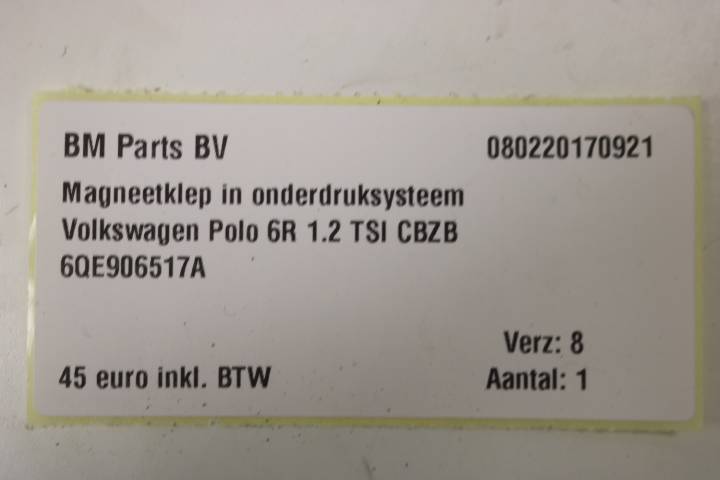 BM Parts BV 080220170921
Magneetklep in onderdruksysteem
Volkswagen Polo 6R 1.2 TSI CBZB
6QE906517A
Verz: 8
45 euro inkl. BTW Aantal: 1